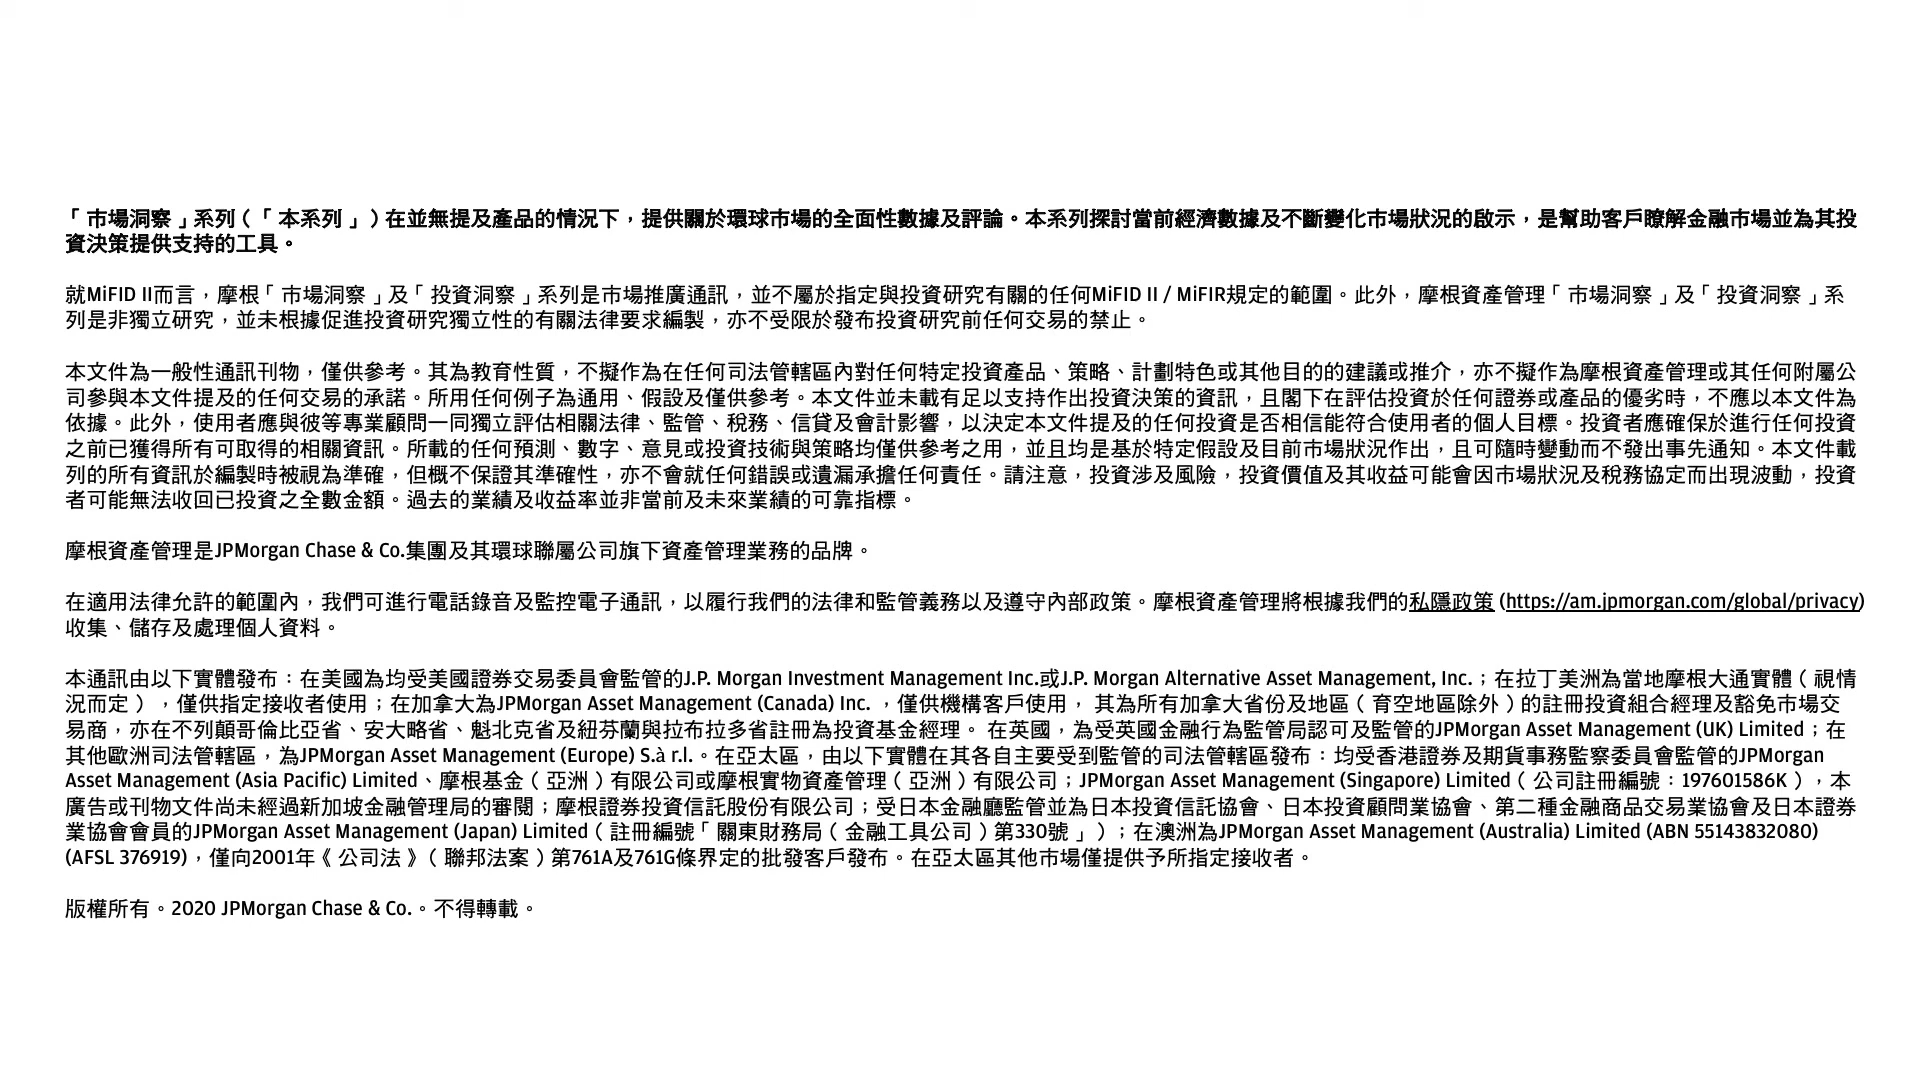 「市場洞察」系列(「本系列」)在並無提及產品的情況下，提供關於環球市場的全面性數據及評論。本系列探討當前經濟數據及不斷變化市場狀況的啟示，是幫助客戶瞭解金融市場並為其投
資決策提供支持的工具。
就MiFID II而言，摩根「市場洞察」及「投資洞察」系列是市場推廣通訊，並不屬於指定與投資研究有關的任何MiFID II / MiFIR規定的範圍。此外，摩根資產管理「市場洞察」及「投資洞察」系
列是非獨立研究，並未根據促進投資研究獨立性的有關法律要求編製，亦不受限於發布投資研究前任何交易的禁止。
本文件為一般性通訊刊物，僅供參考。其為教育性質，不擬作為在任何司法管轄區內對任何特定投資產品、策略、計劃特色或其他目的的建議或推介，亦不擬作為摩根資產管理或其任何附屬公
司參與本文件提及的任何交易的承諾。所用任何例子為通用、假設及僅供參考。本文件並未載有足以支持作出投資決策的資訊，且閣下在評估投資於任何證券或產品的優劣時，不應以本文件為
依據。此外，使用者應與彼等專業顧問一同獨立評估相關法律、監管、稅務、信貸及會計影響，以決定本文件提及的任何投資是否相信能符合使用者的個人目標。投資者應確保於進行任何投資
之前已獲得所有可取得的相關資訊。所載的任何預測、數字、意見或投資技術與策略均僅供參考之用，並且均是基於特定假設及目前市場狀況作出，且可隨時變動而不發出事先通知。本文件載
列的所有資訊於編製時被視為準確，但概不保證其準確性，亦不會就任何錯誤或遺漏承擔任何責任。請注意，投資涉及風險，投資價值及其收益可能會因市場狀況及稅務協定而出現波動，投資
者可能無法收回已投資之全數金額。過去的業績及收益率並非當前及未來業績的可靠指標。
摩根資產管理是JPMorgan Chase & Co.集團及其環球聯屬公司旗下資產管理業務的品牌。
在適用法律允許的範圍內，我們可進行電話錄音及監控電子通訊，以履行我們的法律和監管義務以及遵守內部政策。摩根資產管理將根據我們的私隱政策 (https://am.jpmorgan.com/global/privacy)
收集、儲存及處理個人資料。
本通訊由以下實體發布：在美國為均受美國證券交易委員會監管的J.P. Morgan Investment Management Inc.或J.P. Morgan Alternative Asset Management, Inc.；在拉丁美洲為當地摩根大通實體（視情
況而定），僅供指定接收者使用；在加拿大為JPMorgan Asset Management (Canada) Inc. ，僅供機構客戶使用， 其為所有加拿大省份及地區（育空地區除外）的註冊投資組合經理及豁免市場交
易商，亦在不列顛哥倫比亞省、安大略省、魁北克省及紐芬蘭與拉布拉多省註冊為投資基金經理。 在英國，為受英國金融行為監管局認可及監管的JPMorgan Asset Management (UK) Limited；在
其他歐洲司法管轄區，為JPMorgan Asset Management (Europe) S.à r.l.。在亞太區，由以下實體在其各自主要受到監管的司法管轄區發布：均受香港證券及期貨事務監察委員會監管的JPMorgan
Asset Management (Asia Pacific) Limited、摩根基金（亞洲）有限公司或摩根實物資產管理（亞洲）有限公司；JPMorgan Asset Management (Singapore) Limited（公司註冊編號：197601586K），本
廣告或刊物文件尚未經過新加坡金融管理局的審閱；摩根證券投資信託股份有限公司；受日本金融廳監管並為日本投資信託協會、日本投資顧問業協會、第二種金融商品交易業協會及日本證券
業協會會員的JPMorgan Asset Management (Japan) Limited（註冊編號「關東財務局（金融工具公司）第330號」）；在澳洲為JPMorgan Asset Management (Australia) Limited (ABN 55143832080)
(AFSL 376919)，僅向2001年《公司法》（聯邦法案）第761A及761G條界定的批發客戶發布。在亞太區其他市場僅提供予所指定接收者。
版權所有。2020 JPMorgan Chase & Co.。不得轉載。